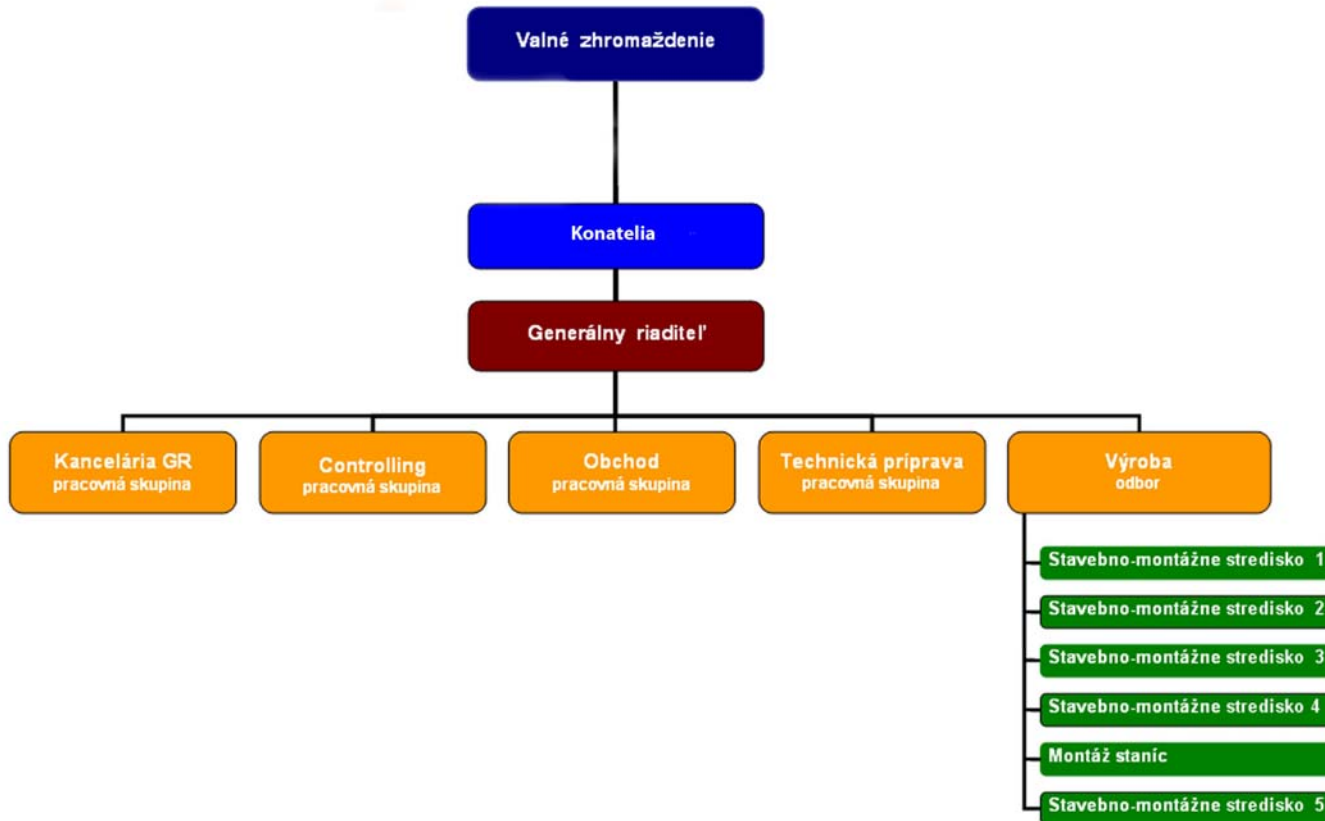 Valné zhromaždenie
Konatelia
Generálny riaditeľ
Kancelária GR
pracovná skupina
Controlling
pracovná skupina
Obchod
pracovná skupina
Technická príprava
pracovná skupina
Výroba
odbor
Stavebno-montážne stredisko 1
Stavebno-montážne stredisko 2
Stavebno-montážne stredisko 3
Stavebno-montážne stredisko 4
Montáž staníc
Stavebno-montážne stredisko 5